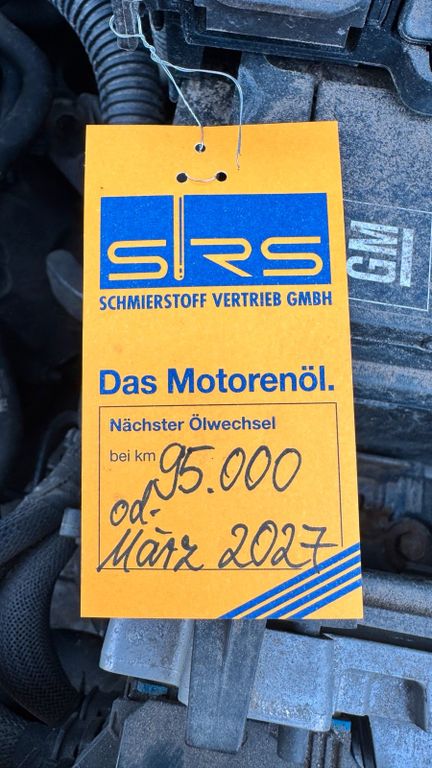 SRS
SCHMIERSTOFF VERTRIEB GMBH
GM
Das Motorenöl.
Nächster Ölwechsel
bei km 95.000
od.
März 2027